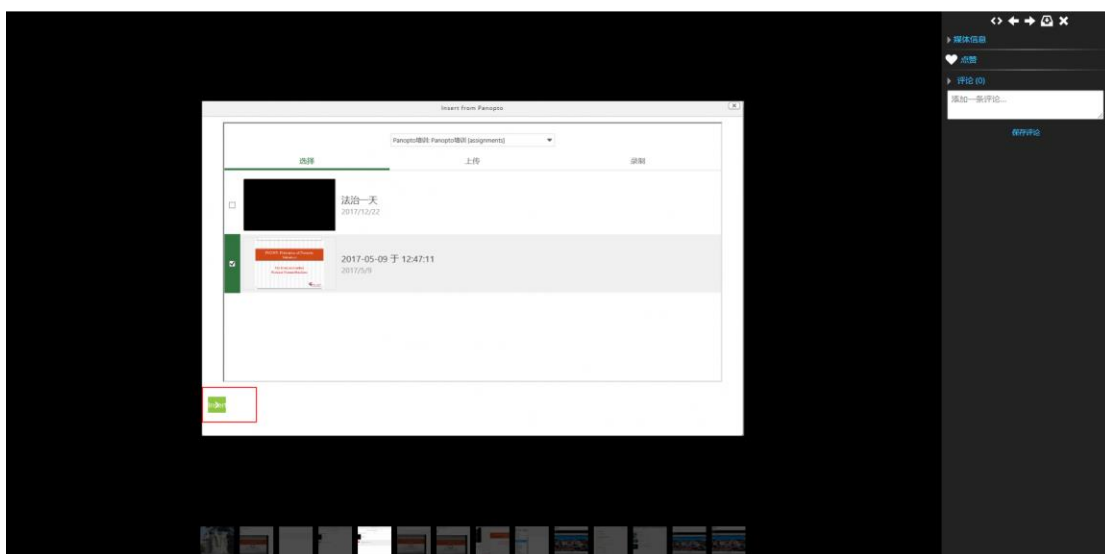 媒体信息
点赞
评论 (0)
添加一条评论...
保存评论
Insert from Panopto
Panopto培训: Panopto培训 [assignments]
选择
上传
录制
法治一天
2017/12/22
2017-05-09 于 12:47:11
2017/5/9